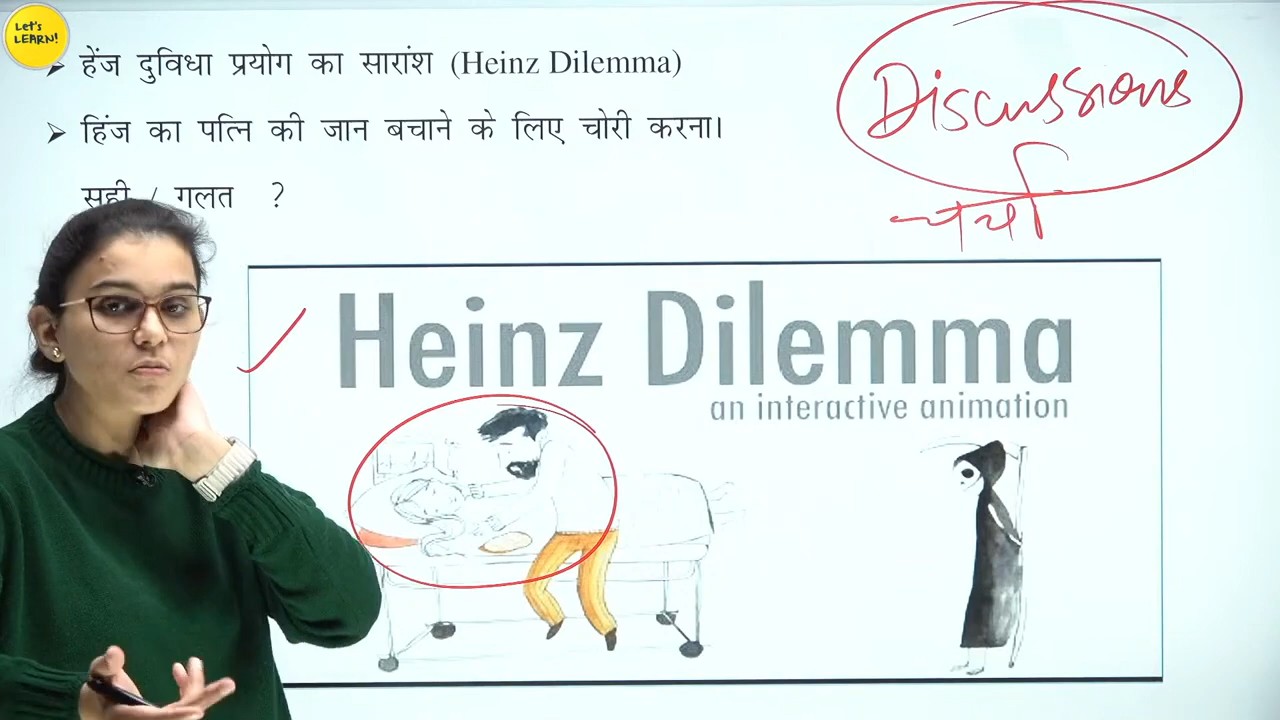 Let's
LEARN!
➤ हेंज दुविधा प्रयोग का सारांश (Heinz Dilemma)
➤ हिंज का पत्नि की जान बचाने के लिए चोरी करना।
सही / गलत ?
Discussions
चर्चा
Heinz Dilemma
an interactive animation